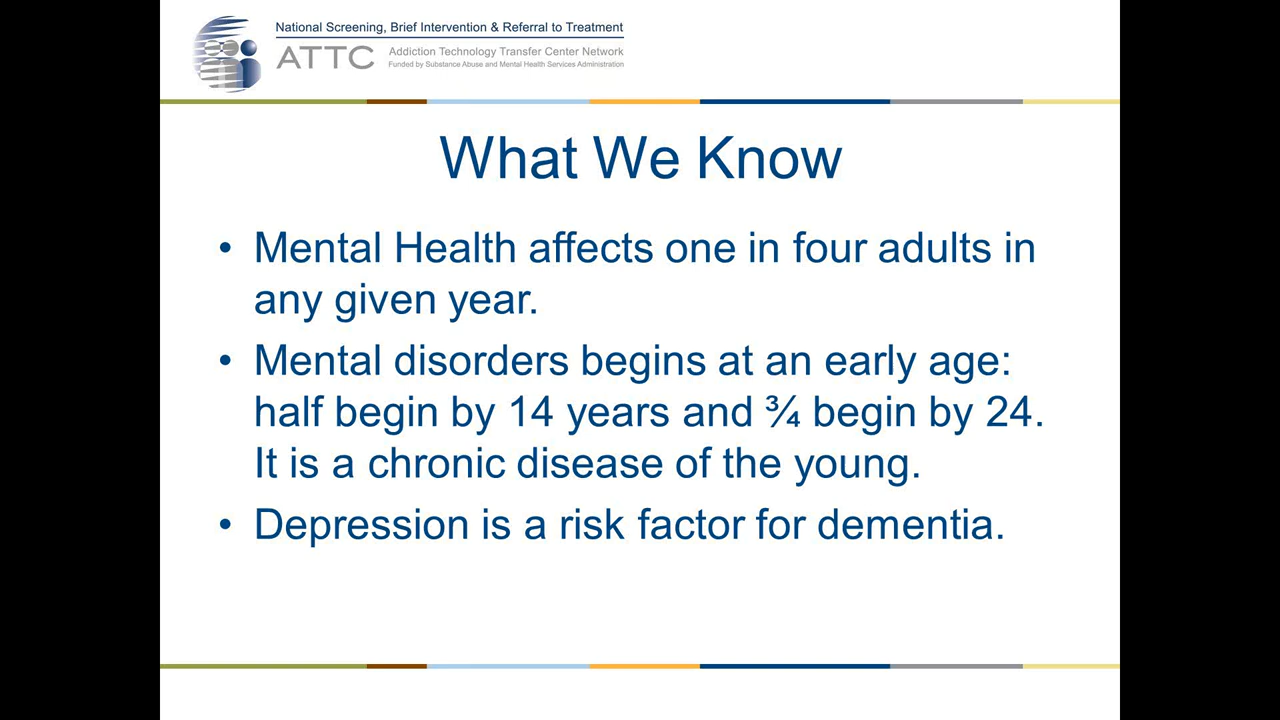 National Screening, Brief Intervention & Referral to Treatment
ATTC Addiction Technology Transfer Center Network
Funded by Substance Abuse and Mental Health Services Administration
What We Know
• Mental Health affects one in four adults in
any given year.
• Mental disorders begins at an early age:
half begin by 14 years and ¾ begin by 24.
It is a chronic disease of the young.
• Depression is a risk factor for dementia.